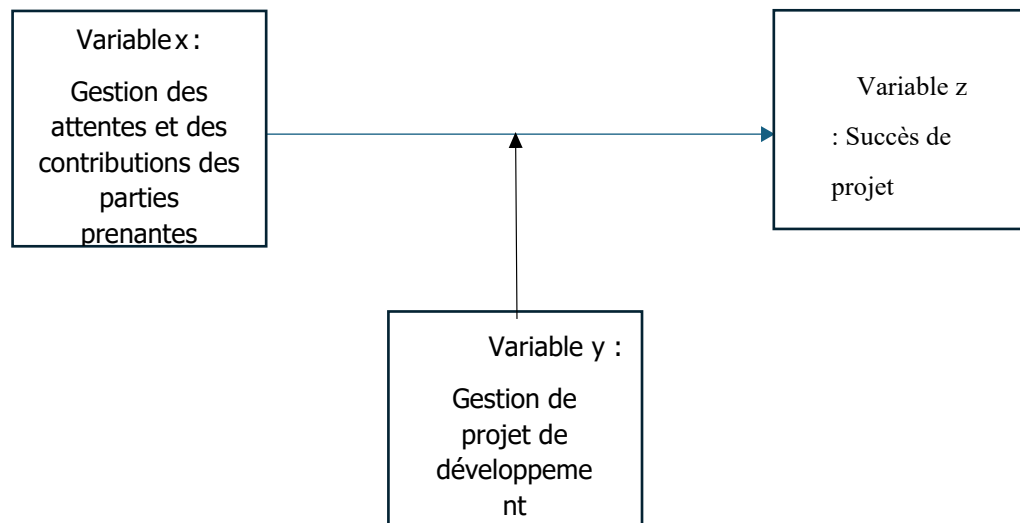 Variable x :
Gestion des
attentes et des
contributions des
parties
prenantes
Variable z
: Succès de
projet
Variable y :
Gestion de
projet de
développeme
nt